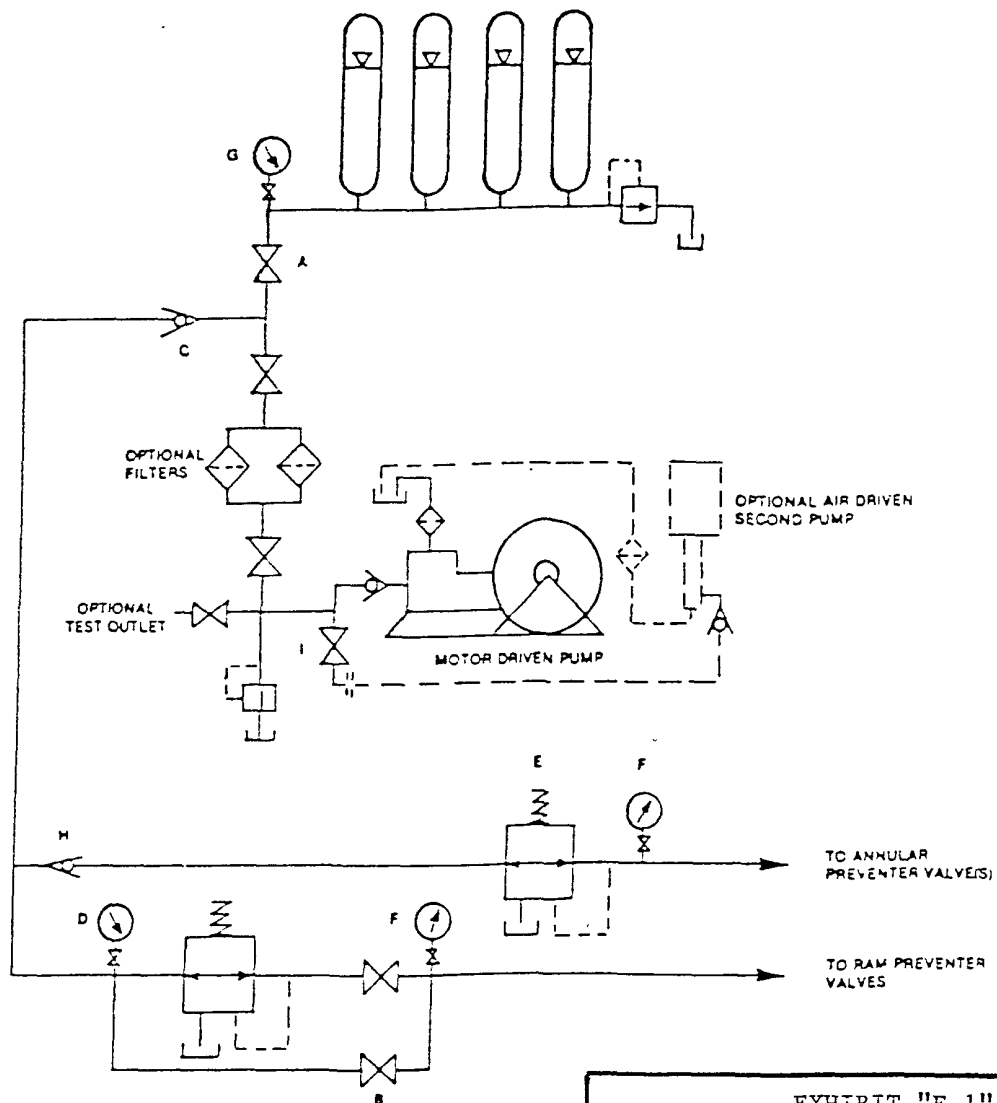 G
A
C
OPTIONAL
FILTERS
OPTIONAL AIR DRIVEN
SECOND PUMP
OPTIONAL
TEST OUTLET
I
MOTOR DRIVEN PUMP
E
F
H
TO ANNULAR
PREVENTER VALVE(S)
D
F
TO RAM PREVENTER
VALVES
B